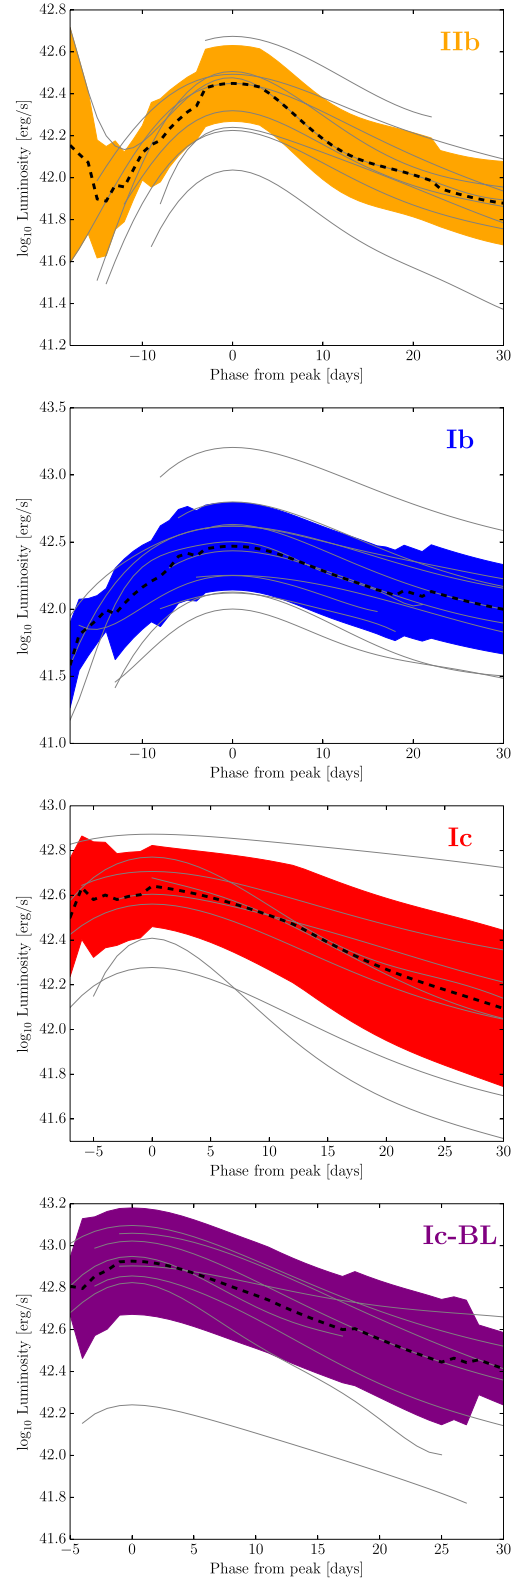 42.8
IIb
42.6
42.4
42.2
42.0
41.8
41.6
41.4
41.2
log10 Luminosity [erg/s]
−10 0 10 20 30
Phase from peak [days]
43.5
Ib
43.0
42.5
42.0
41.5
41.0
log10 Luminosity [erg/s]
−10 0 10 20 30
Phase from peak [days]
43.0
Ic
42.8
42.6
42.4
42.2
42.0
41.8
41.6
log10 Luminosity [erg/s]
−5 0 5 10 15 20 25 30
Phase from peak [days]
43.2
Ic-BL
43.0
42.8
42.6
42.4
42.2
42.0
41.8
41.6
log10 Luminosity [erg/s]
−5 0 5 10 15 20 25 30
Phase from peak [days]